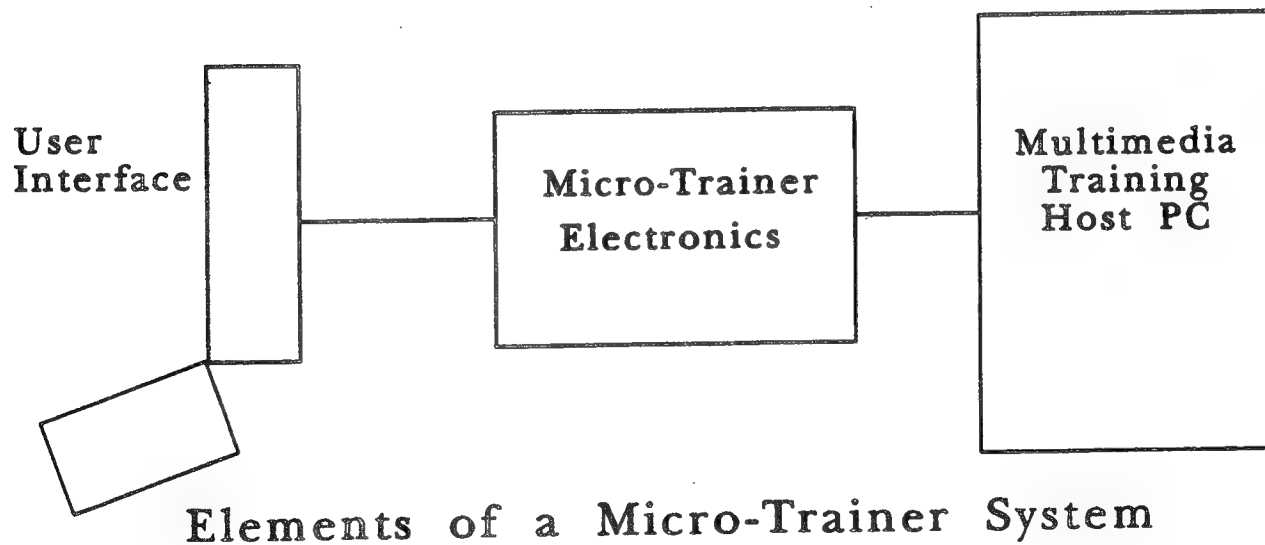 User
Interface
Micro-Trainer
Electronics
Multimedia
Training
Host PC
Elements of a Micro-Trainer System